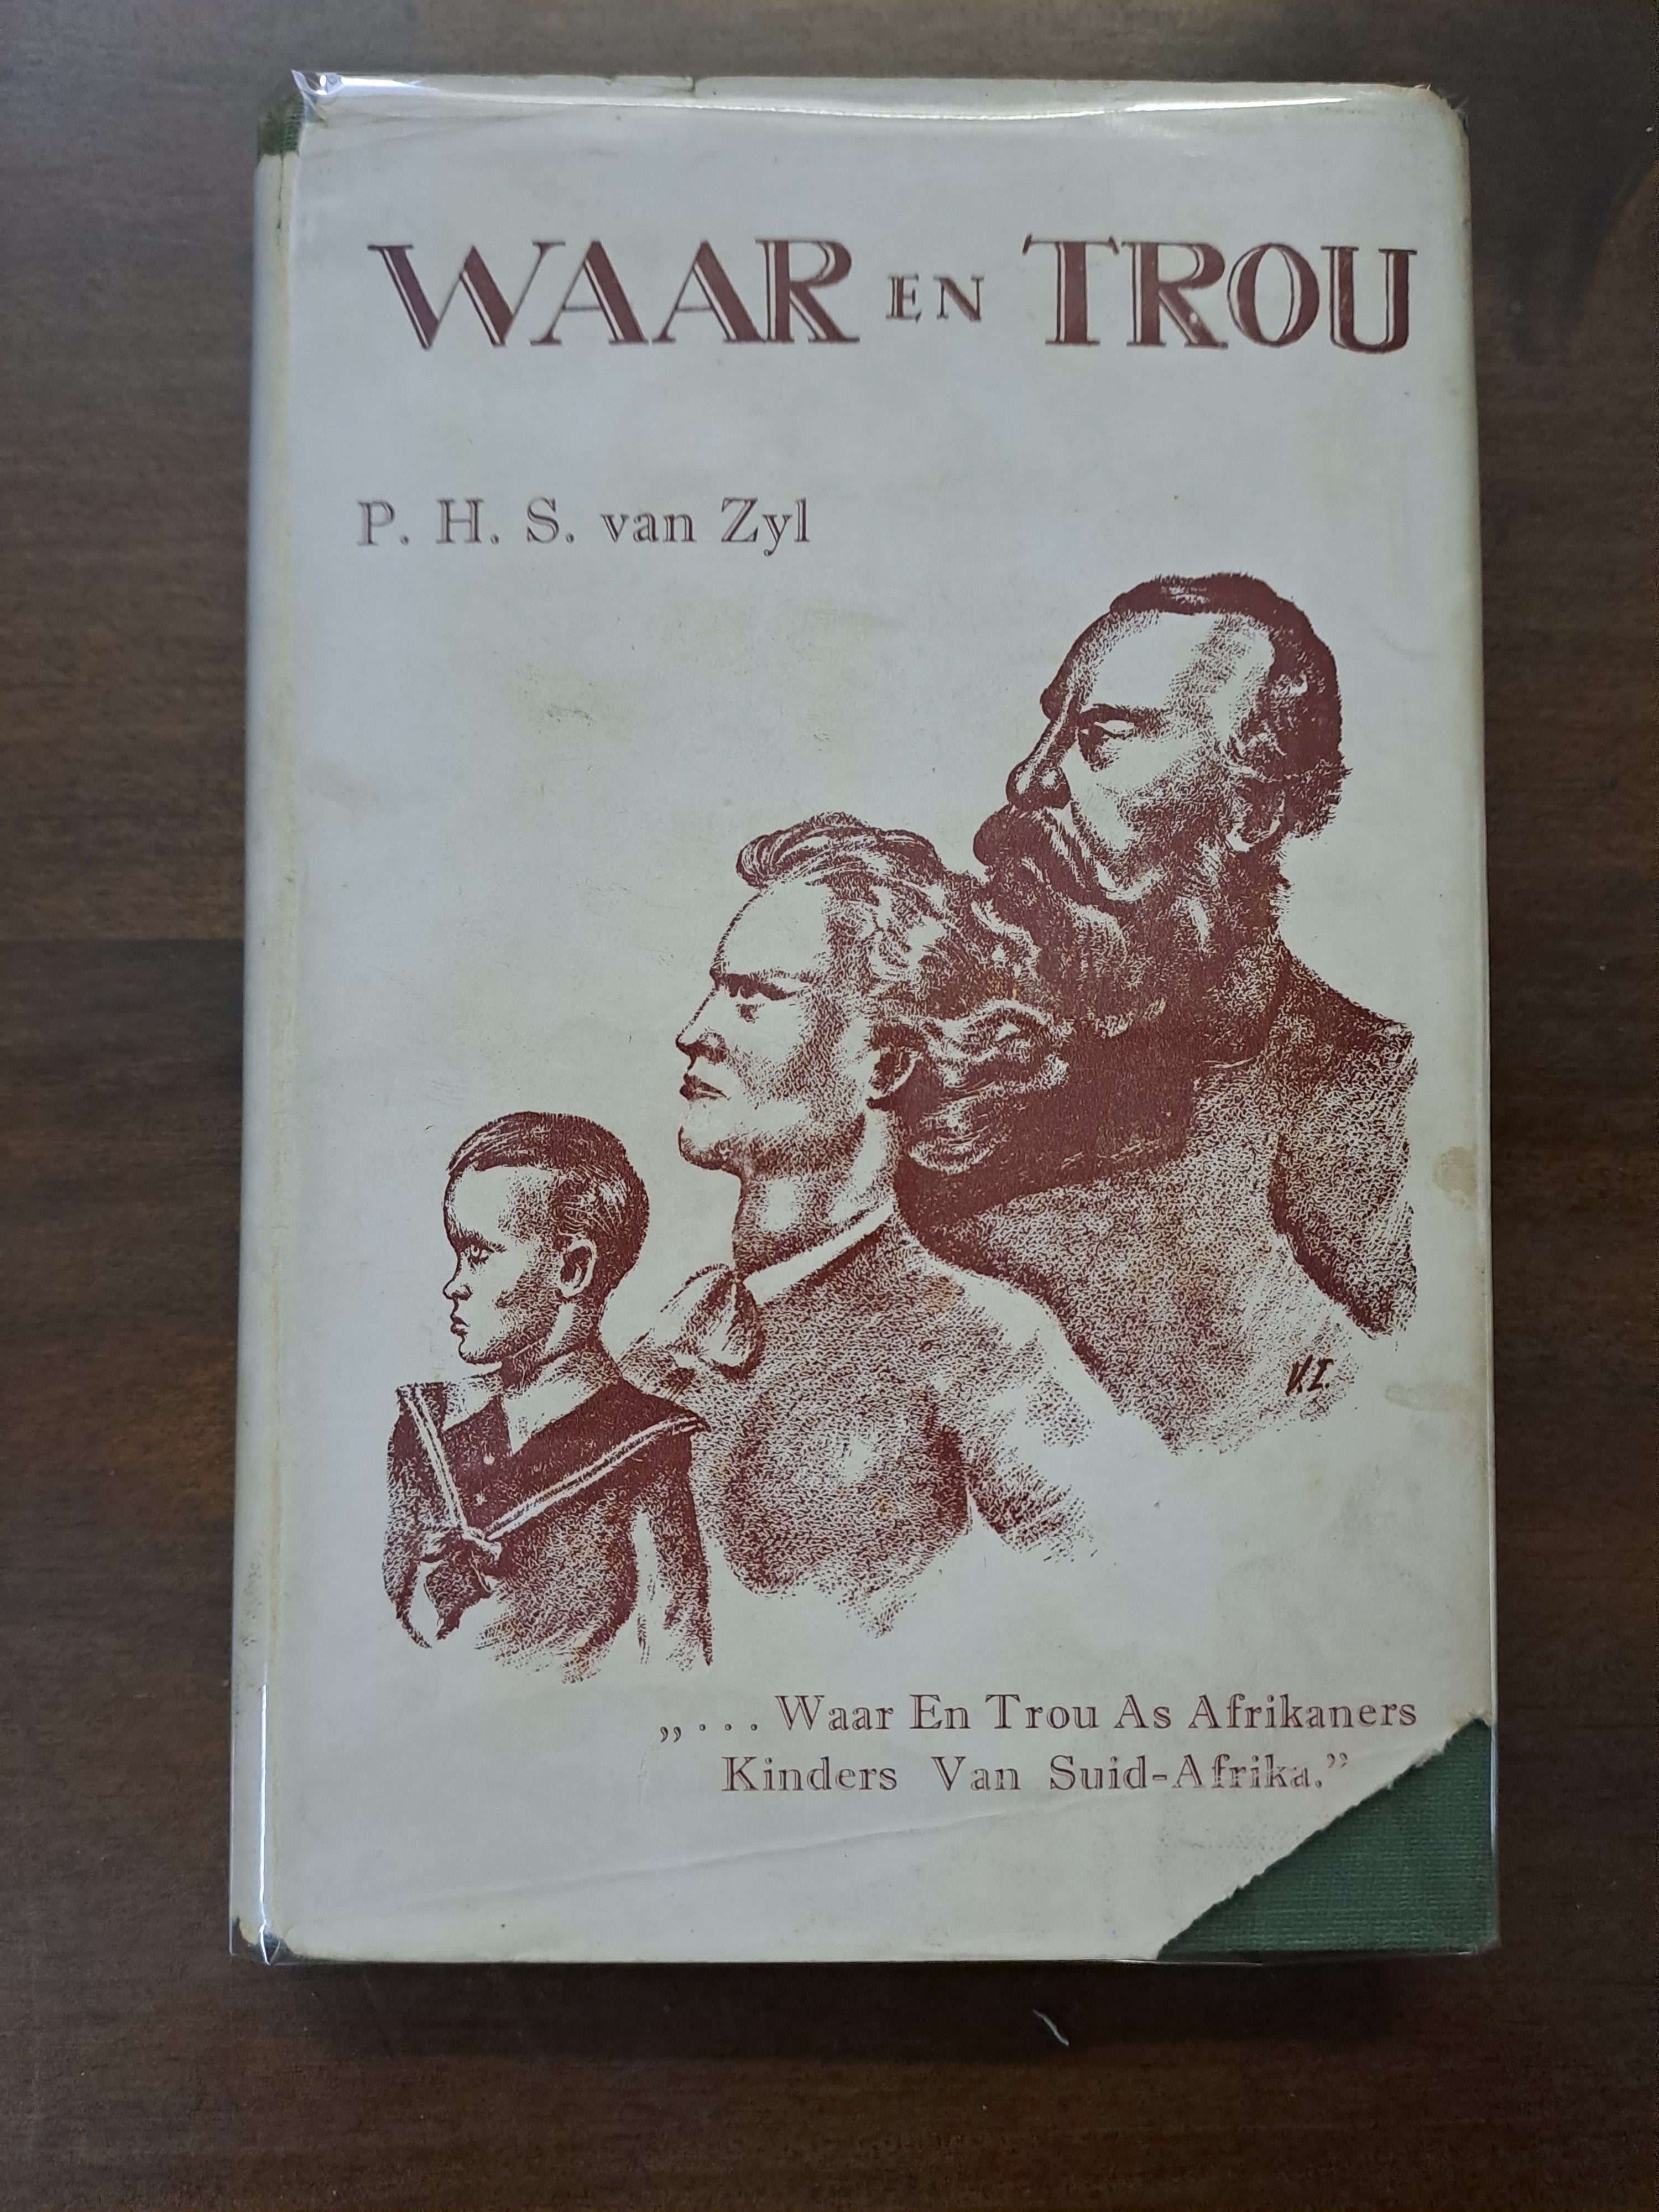 WAAR EN TROU
P. H. S. van Zyl
V.Z.
„... Waar En Trou As Afrikaners
Kinders Van Suid-Afrika.”